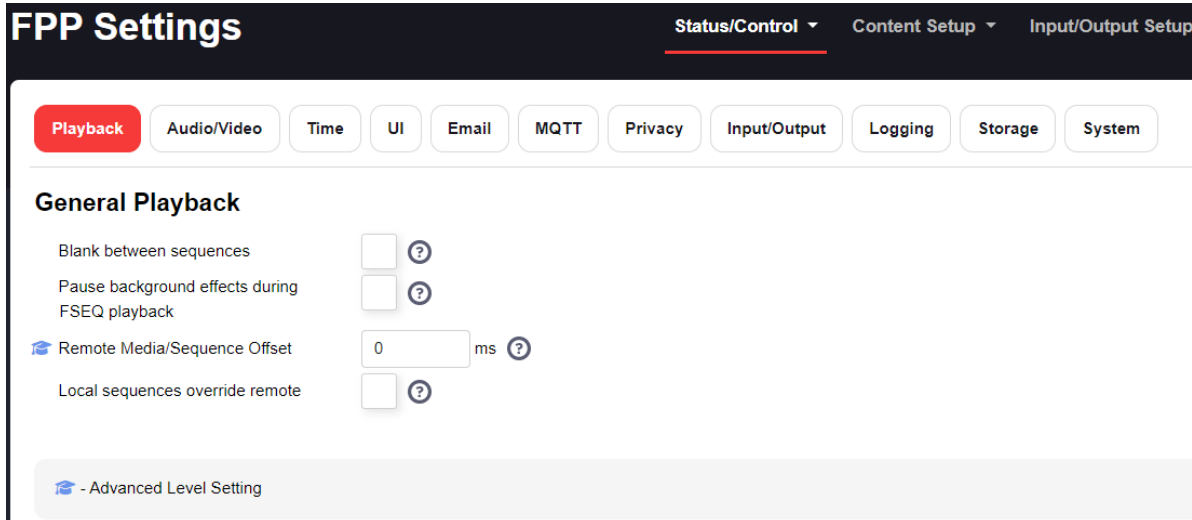 FPP Settings
Status/Control
Content Setup
Input/Output Setup
Playback
Audio/Video
Time
UI
Email
MQTT
Privacy
Input/Output
Logging
Storage
System
General Playback
Blank between sequences
?
Pause background effects during
FSEQ playback
?
Remote Media/Sequence Offset
0
ms
?
Local sequences override remote
?
- Advanced Level Setting